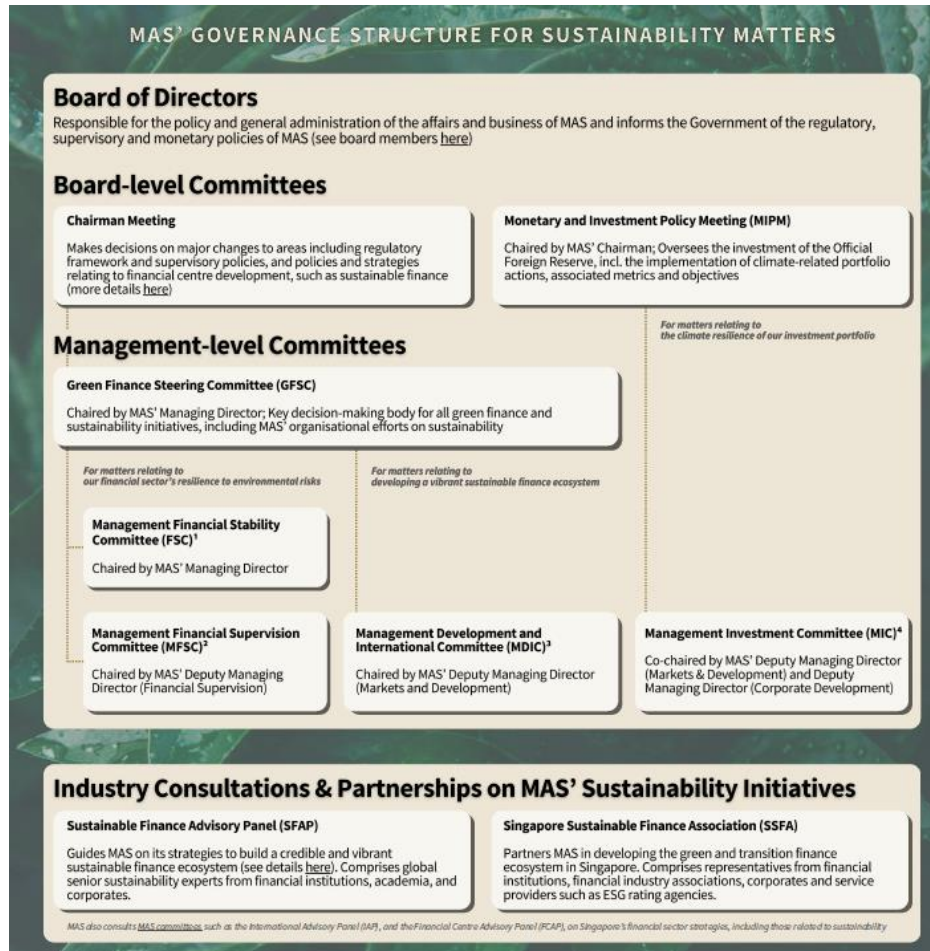 MAS' GOVERNANCE STRUCTURE FOR SUSTAINABILITY MATTERS
Board of Directors
Responsible for the policy and general administration of the affairs and business of MAS and informs the Government of the regulatory,
supervisory and monetary policies of MAS (see board members here)
Board-level Committees
Chairman Meeting
Makes decisions on major changes to areas including regulatory
framework and supervisory policies, and policies and strategies
relating to financial centre development, such as sustainable finance
(more details here)
Monetary and Investment Policy Meeting (MIPM)
Chaired by MAS' Chairman; Oversees the investment of the Official
Foreign Reserve, incl. the implementation of climate-related portfolio
actions, associated metrics and objectives
For matters relating to
the climate resilience of our investment portfolio
Management-level Committees
Green Finance Steering Committee (GFSC)
Chaired by MAS' Managing Director; Key decision-making body for all green finance and
sustainability initiatives, including MAS' organisational efforts on sustainability
For matters relating to
our financial sector's resilience to environmental risks
For matters relating to
developing a vibrant sustainable finance ecosystem
Management Financial Stability
Committee (FSC)¹
Chaired by MAS' Managing Director
Management Financial Supervision
Committee (MFSC)²
Chaired by MAS' Deputy Managing
Director (Financial Supervision)
Management Development and
International Committee (MDIC)³
Chaired by MAS' Deputy Managing Director
(Markets and Development)
Management Investment Committee (MIC)⁴
Co-chaired by MAS' Deputy Managing Director
(Markets & Development) and Deputy
Managing Director (Corporate Development)
Industry Consultations & Partnerships on MAS' Sustainability Initiatives
Sustainable Finance Advisory Panel (SFAP)
Guides MAS on its strategies to build a credible and vibrant
sustainable finance ecosystem (see details here). Comprises global
senior sustainability experts from financial institutions, academia, and
corporates.
Singapore Sustainable Finance Association (SSFA)
Partners MAS in developing the green and transition finance
ecosystem in Singapore. Comprises representatives from financial
institutions, financial industry associations, corporates and service
providers such as ESG rating agencies.
MAS also consults MAS committees such as the International Advisory Panel (IAP), and the Financial Centre Advisory Panel (FCAP), on Singapore's financial sector strategies, including those related to sustainability